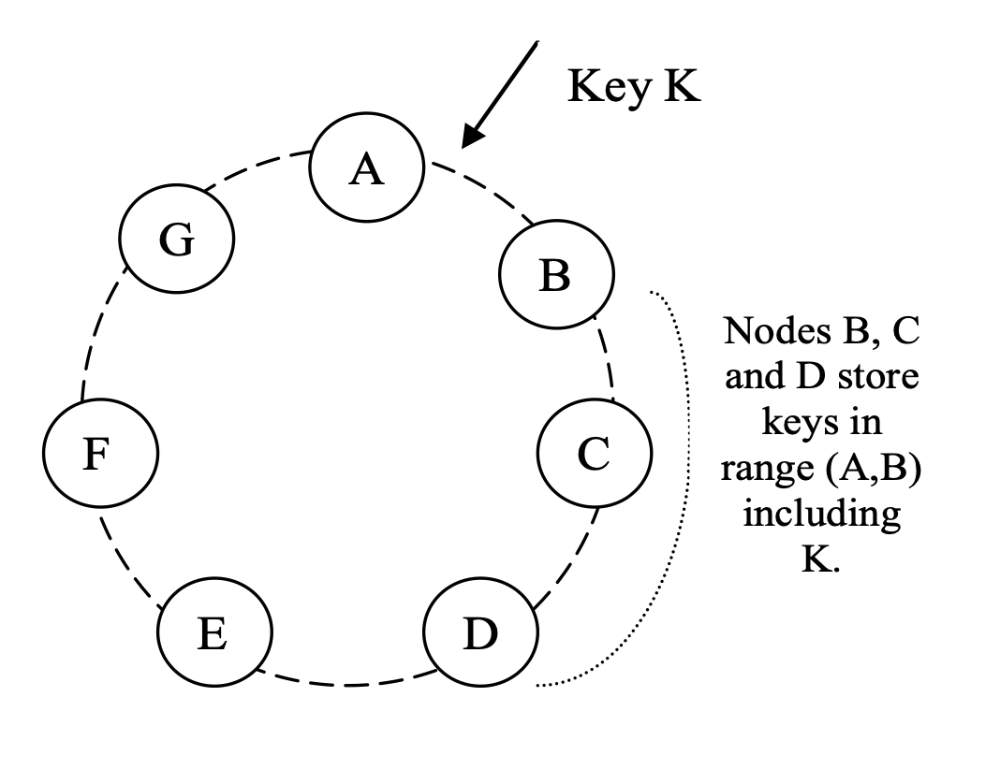 Key K
A
G
B
Nodes B, C
and D store
keys in
range (A,B)
including
K.
F
C
E
D